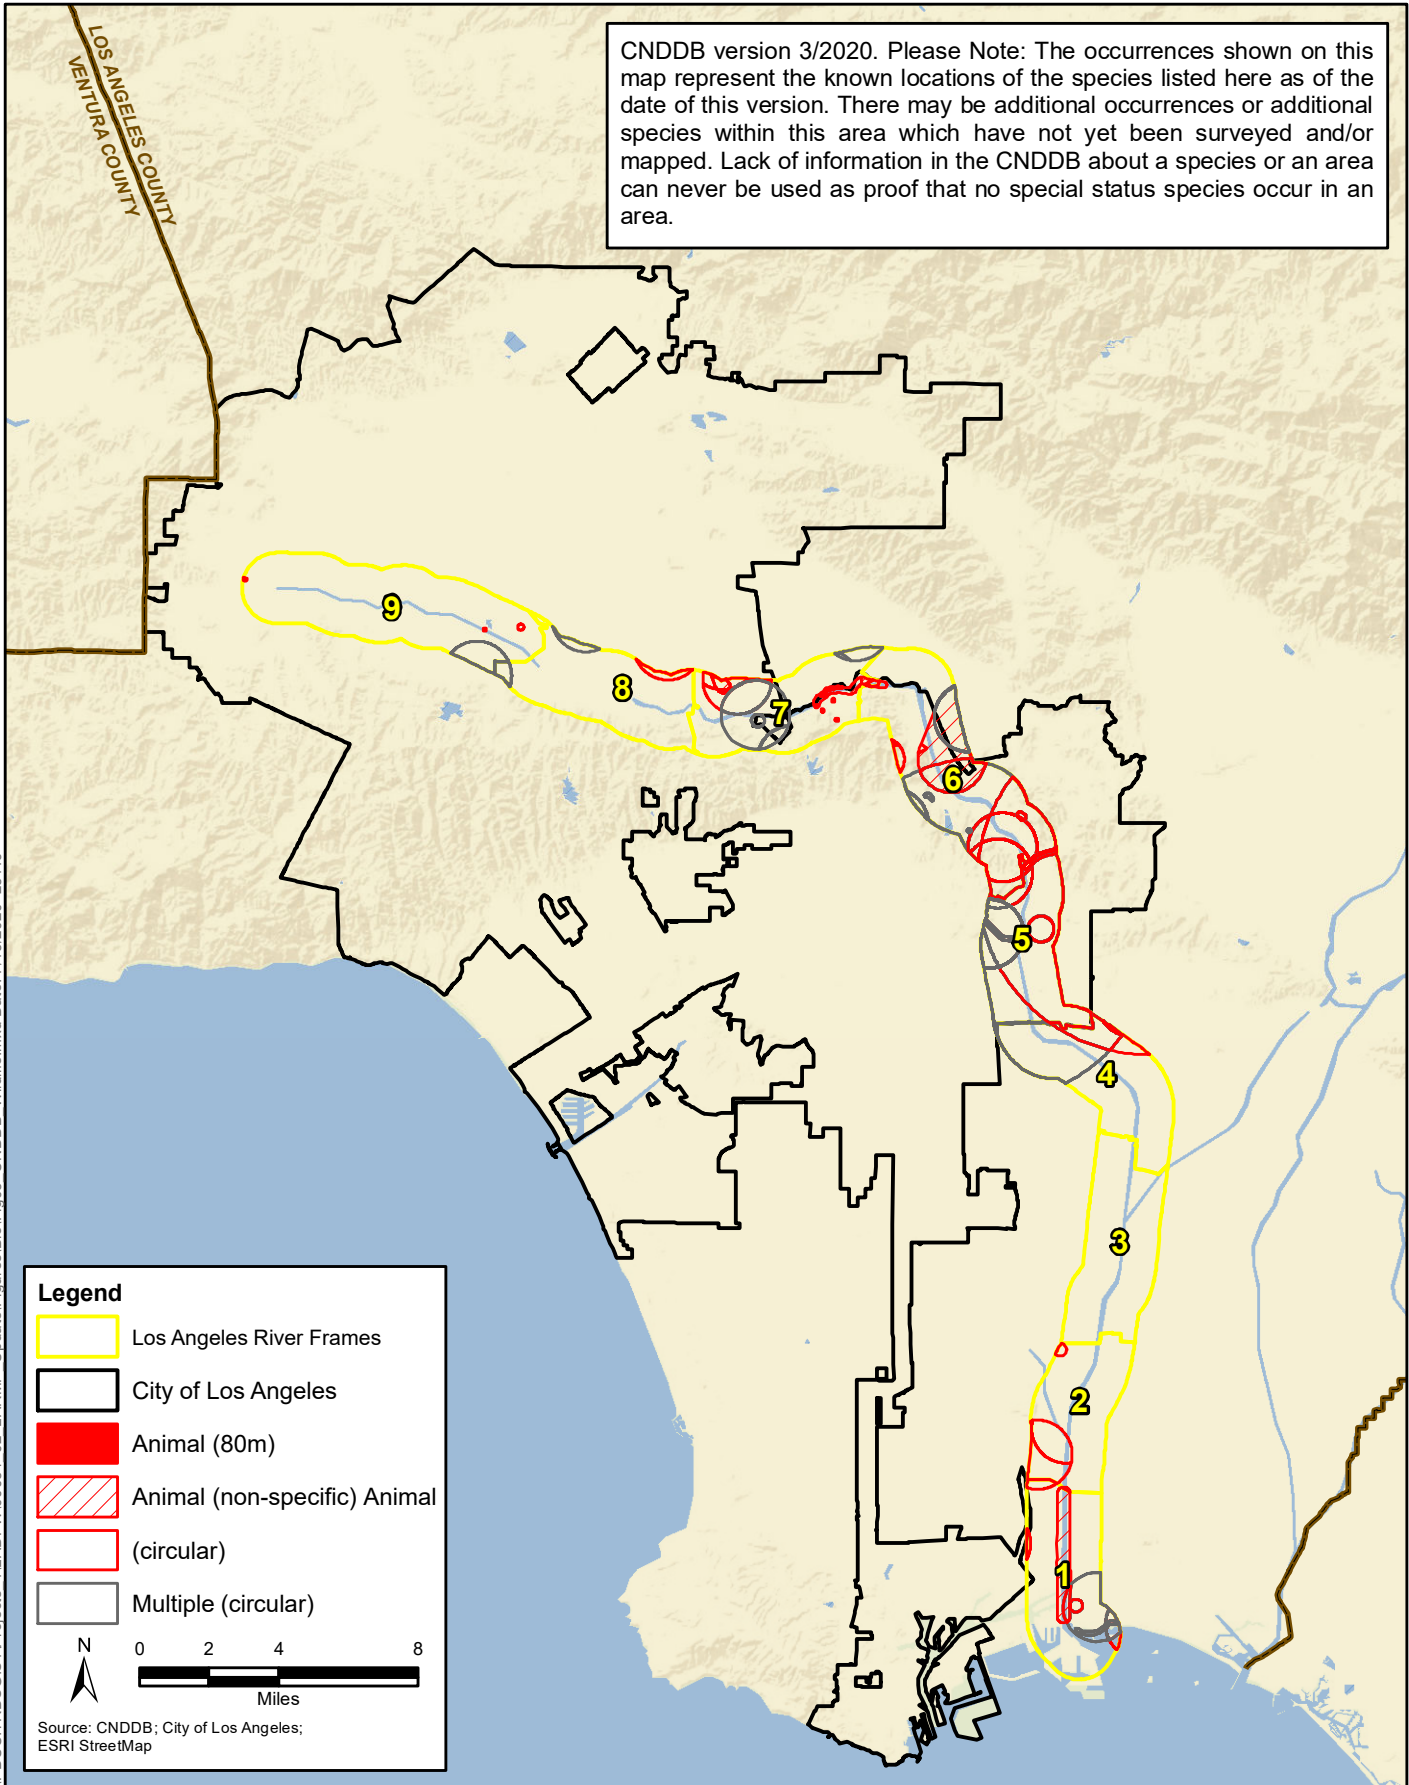 CNDDB version 3/2020. Please Note: The occurrences shown on this
map represent the known locations of the species listed here as of the
date of this version. There may be additional occurrences or additional
species within this area which have not yet been surveyed and/or
mapped. Lack of information in the CNDDB about a species or an area
can never be used as proof that no special status species occur in an
area.
LOS ANGELES COUNTY
VENTURA COUNTY
9
8
7
6
5
4
3
2
1
Legend
Los Angeles River Frames
City of Los Angeles
Animal (80m)
Animal (non-specific) Animal
(circular)
Multiple (circular)
N
0 2 4 8
Miles
Source: CNDDB; City of Los Angeles;
ESRI StreetMap